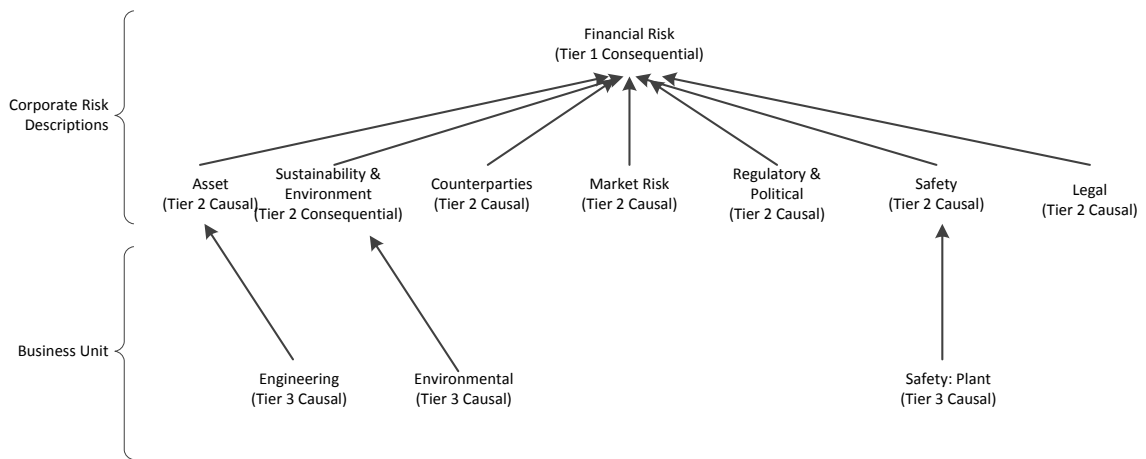 Financial Risk
(Tier 1 Consequential)
Corporate Risk
Descriptions
Asset
(Tier 2 Causal)
Sustainability &
Environment
(Tier 2 Consequential)
Counterparties
(Tier 2 Causal)
Market Risk
(Tier 2 Causal)
Regulatory &
Political
(Tier 2 Causal)
Safety
(Tier 2 Causal)
Legal
(Tier 2 Causal)
Business Unit
Engineering
(Tier 3 Causal)
Environmental
(Tier 3 Causal)
Safety: Plant
(Tier 3 Causal)